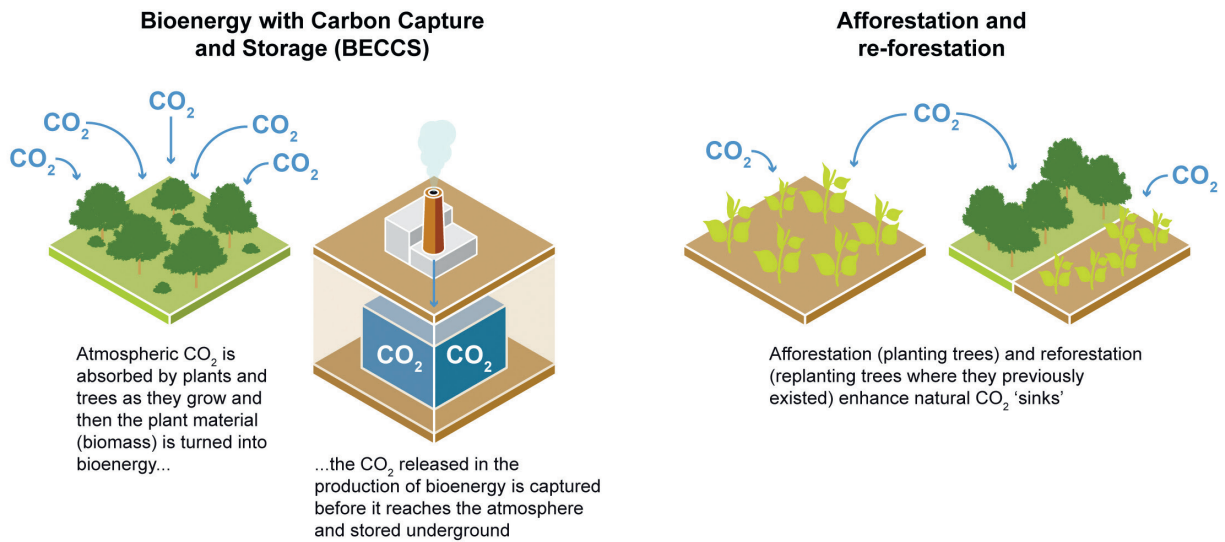 Bioenergy with Carbon Capture
and Storage (BECCS)
CO₂
CO₂
CO₂
CO₂
CO₂
CO₂
CO₂
Atmospheric CO₂ is
absorbed by plants and
trees as they grow and
then the plant material
(biomass) is turned into
bioenergy...
...the CO₂ released in the
production of bioenergy is captured
before it reaches the atmosphere
and stored underground
Afforestation and
re-forestation
CO₂
CO₂
CO₂
Afforestation (planting trees) and reforestation
(replanting trees where they previously
existed) enhance natural CO₂ ‘sinks’